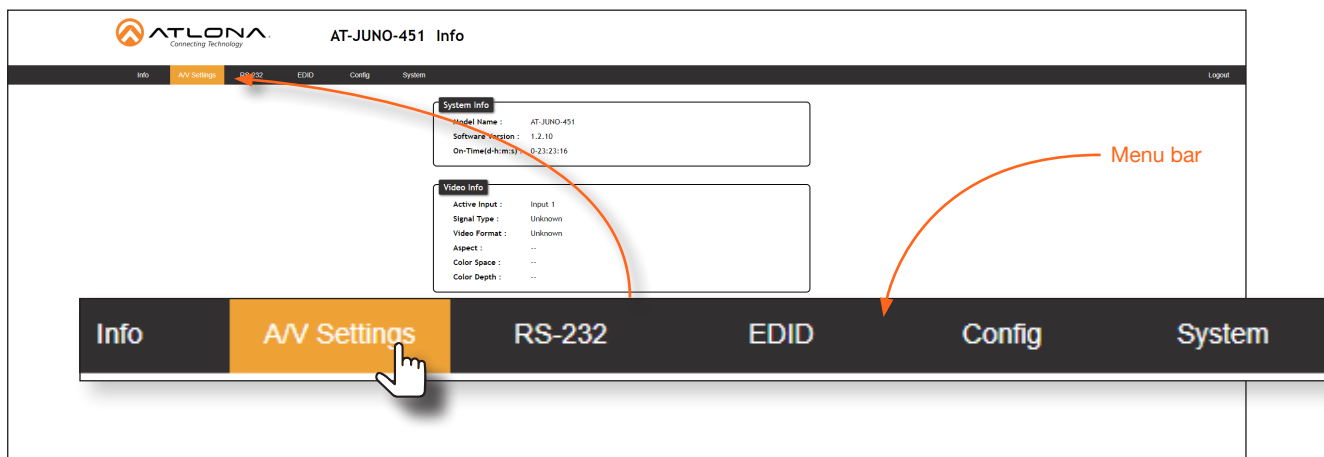 ATLONA.
Connecting Technology
AT-JUNO-451 Info
Info A/V Settings RS-232 EDID Config System Logout
System Info
Model Name : AT-JUNO-451
Software Version : 1.2.10
On-Time(d-h:m:s) : 0-23:23:16
Menu bar
Video Info
Active Input : Input 1
Signal Type : Unknown
Video Format : Unknown
Aspect : --
Color Space : --
Color Depth : --
Info A/V Settings RS-232 EDID Config System